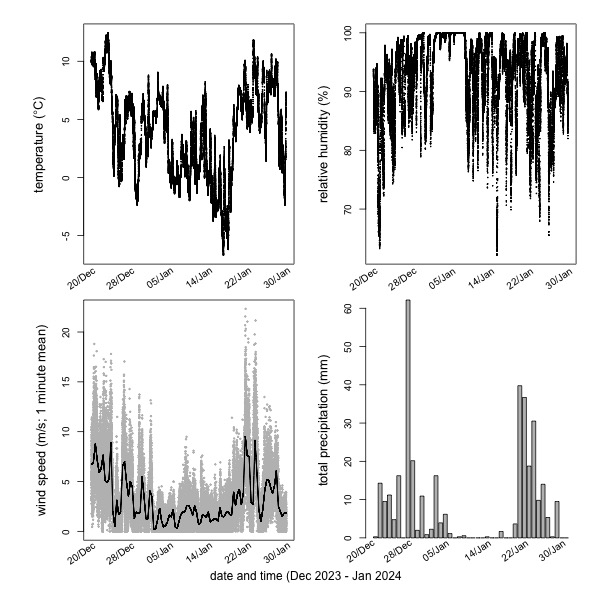 temperature (°C)
10
5
0
-5
20/Dec
28/Dec
05/Jan
14/Jan
22/Jan
30/Jan
relative humidity (%)
100
90
80
70
20/Dec
28/Dec
05/Jan
14/Jan
22/Jan
30/Jan
wind speed (m/s; 1 minute mean)
20
15
10
5
0
20/Dec
28/Dec
05/Jan
14/Jan
22/Jan
30/Jan
total precipitation (mm)
60
50
40
30
20
10
0
20/Dec
28/Dec
05/Jan
14/Jan
22/Jan
30/Jan
date and time (Dec 2023 - Jan 2024